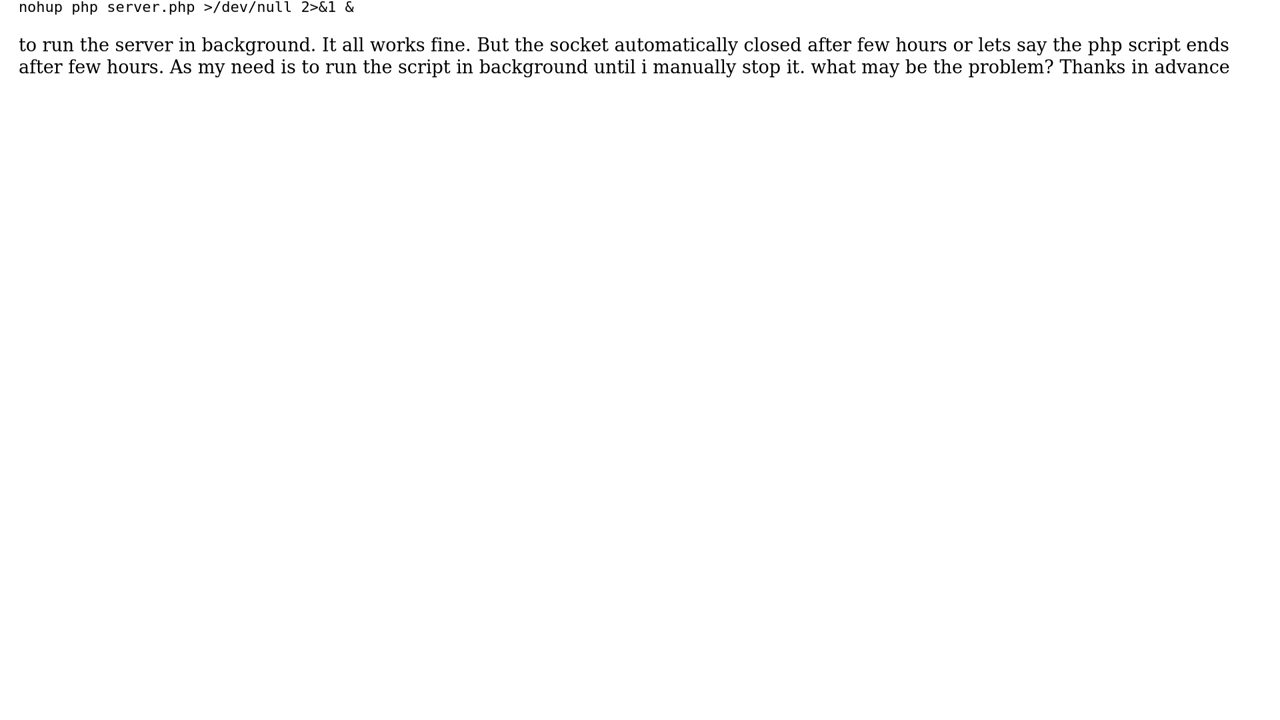 nohup php server.php >/dev/null 2>&1 &
to run the server in background. It all works fine. But the socket automatically closed after few hours or lets say the php script ends
after few hours. As my need is to run the script in background until i manually stop it. what may be the problem? Thanks in advance